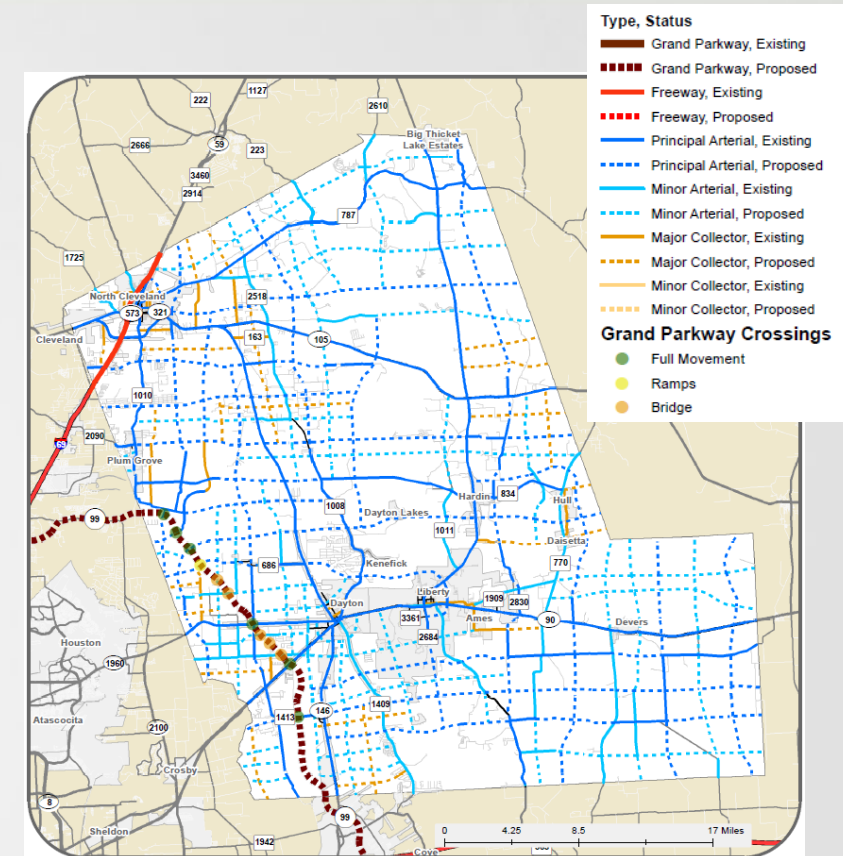 Type, Status
Grand Parkway, Existing
Grand Parkway, Proposed
Freeway, Existing
Freeway, Proposed
Principal Arterial, Existing
Principal Arterial, Proposed
Minor Arterial, Existing
Minor Arterial, Proposed
Major Collector, Existing
Major Collector, Proposed
Minor Collector, Existing
Minor Collector, Proposed
Grand Parkway Crossings
Full Movement
Ramps
Bridge
1127
222
2610
Big Thicket
Lake Estates
2666
59
223
3460
2914
787
1725
North Cleveland
2518
573
321
Cleveland
163
105
1010
2090
69
Plum Grove
Hardin
834
Hull
1008
Dayton Lakes
99
1011
Daisetta
686
Kenefick
770
Liberty
Dayton
1909
2830
3361
Ames
90
Devers
2684
Houston
1960
1409
146
1413
Atascocita
2100
Crosby
8
99
Sheldon
1942
Cove
0
4.25
8.5
17 Miles